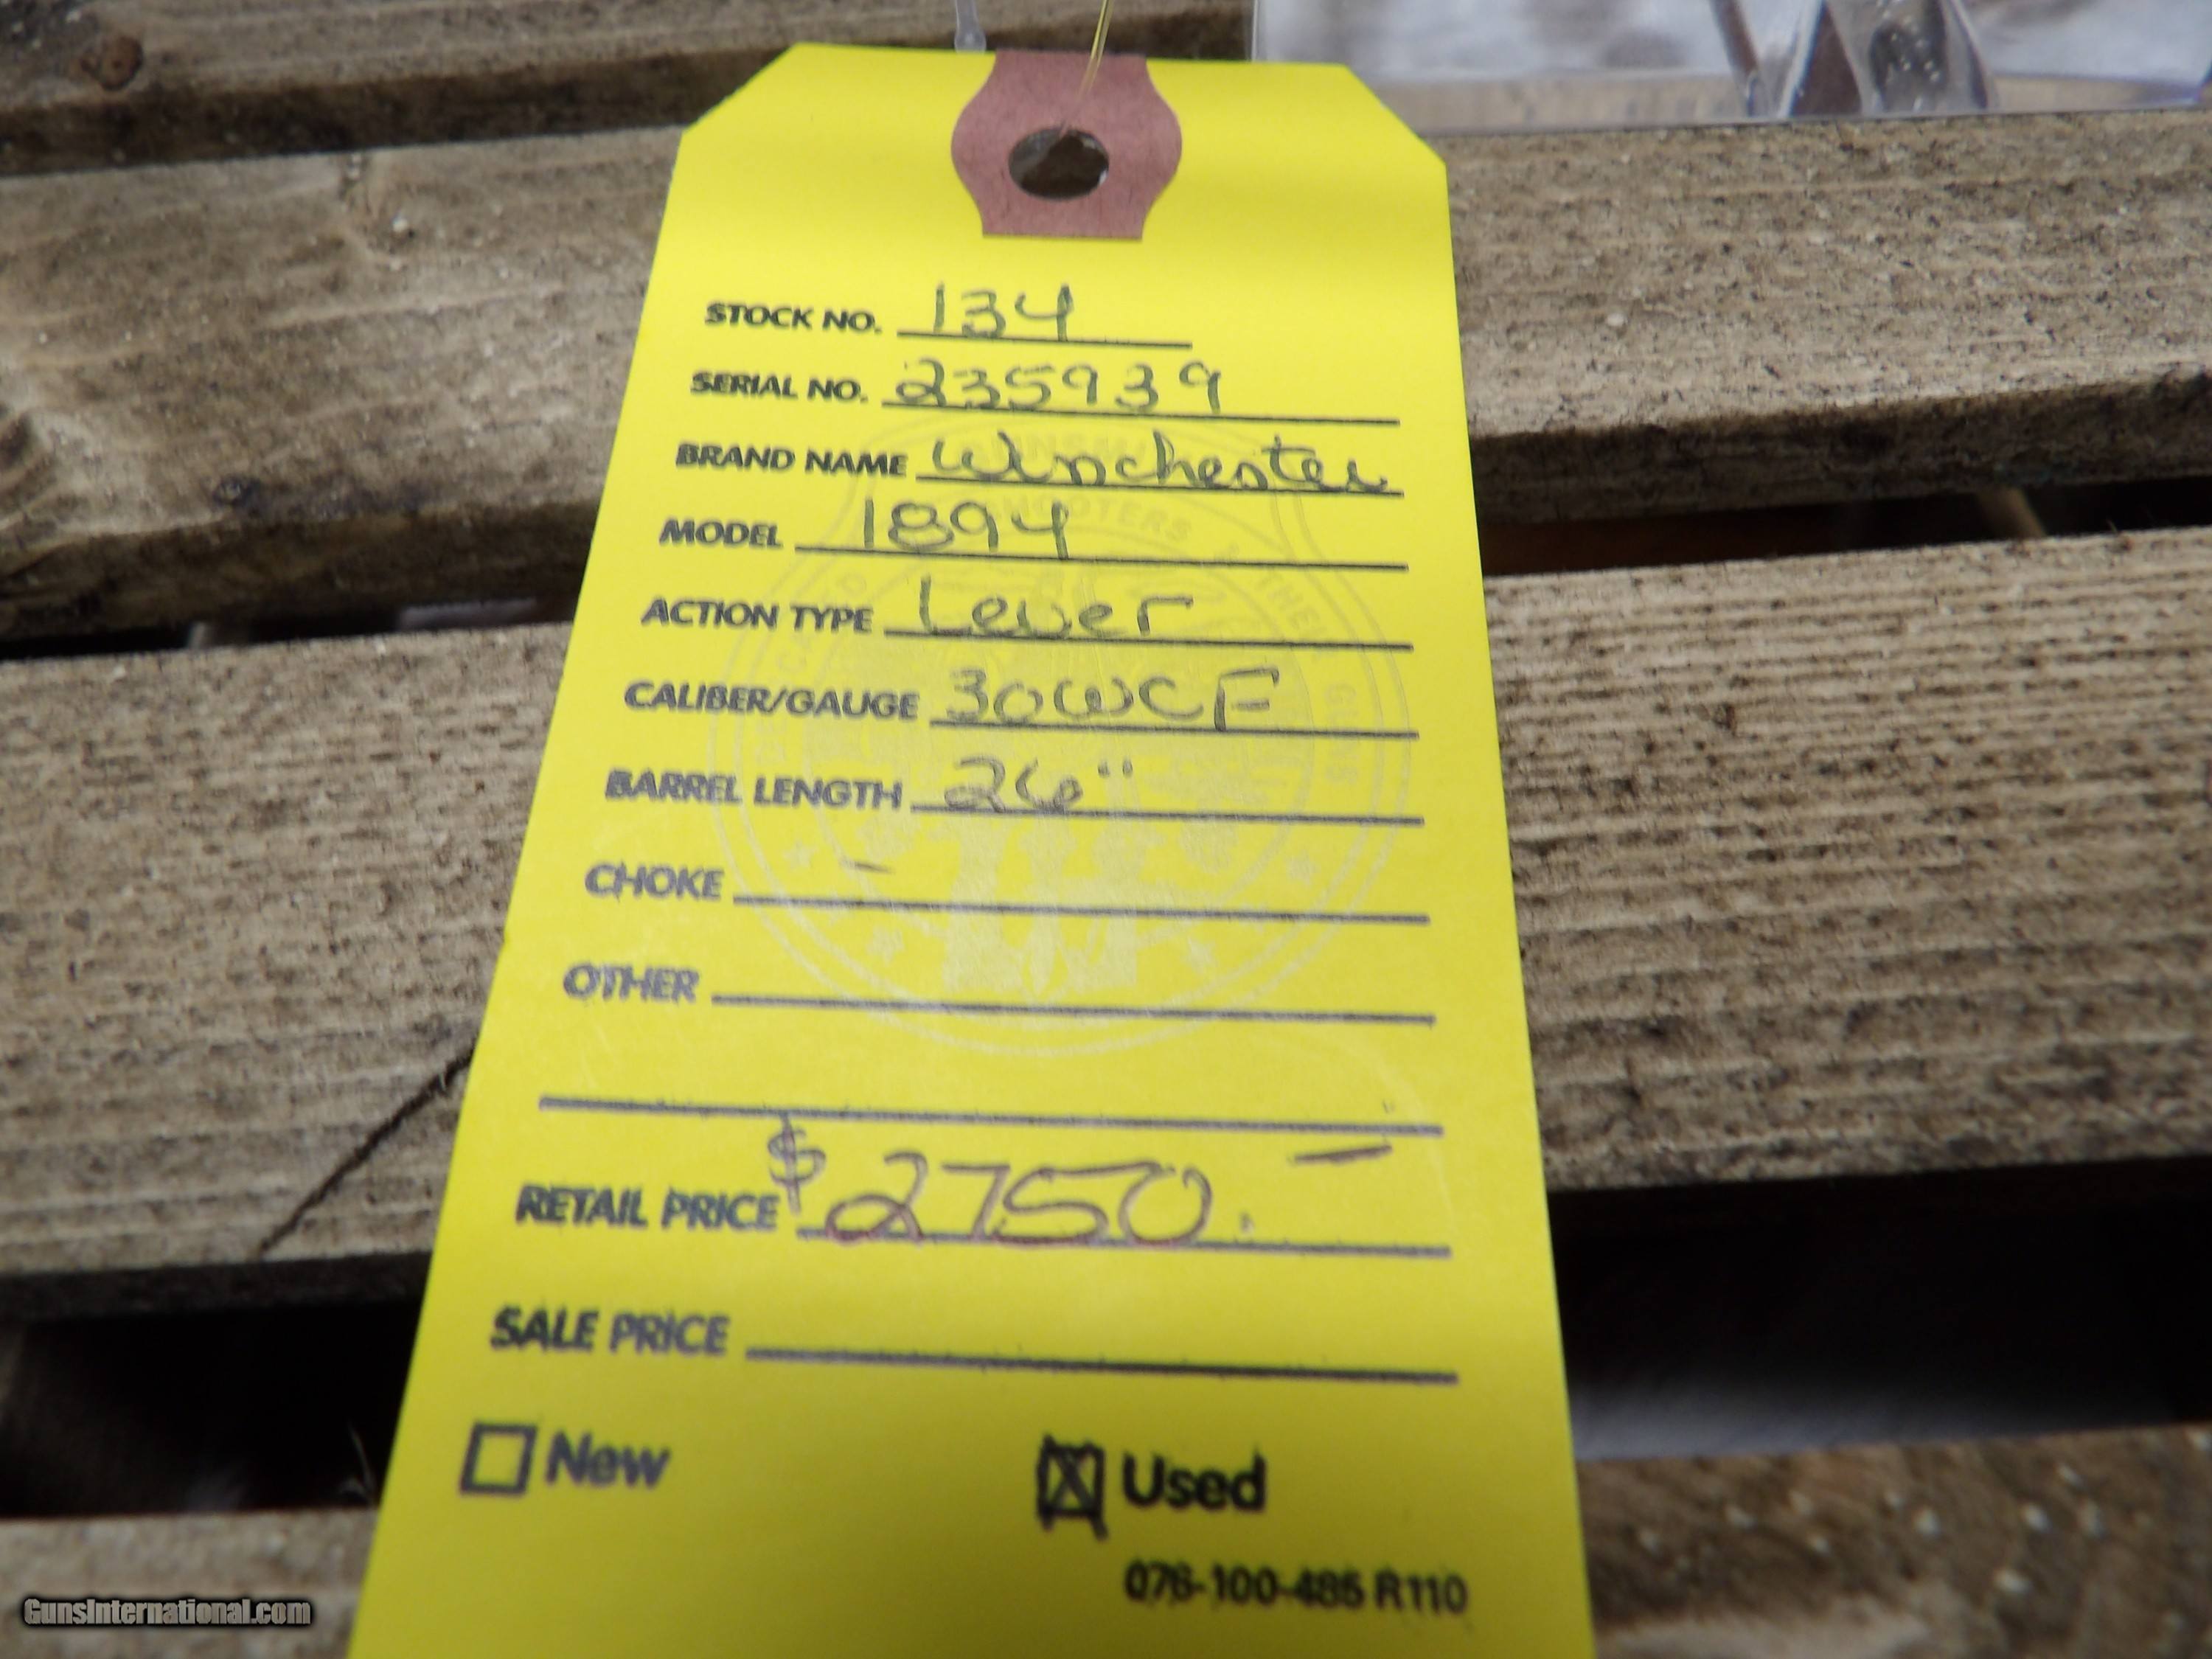 STOCK NO. 134
SERIAL NO. 235939
BRAND NAME Winchester
MODEL 1894
ACTION TYPE Lever
CALIBER/GAUGE 30WCF
BARREL LENGTH 26"
CHOKE -
OTHER
RETAIL PRICE $2750.-
SALE PRICE
New
Used
076-100-485 R110
GunsInternational.com